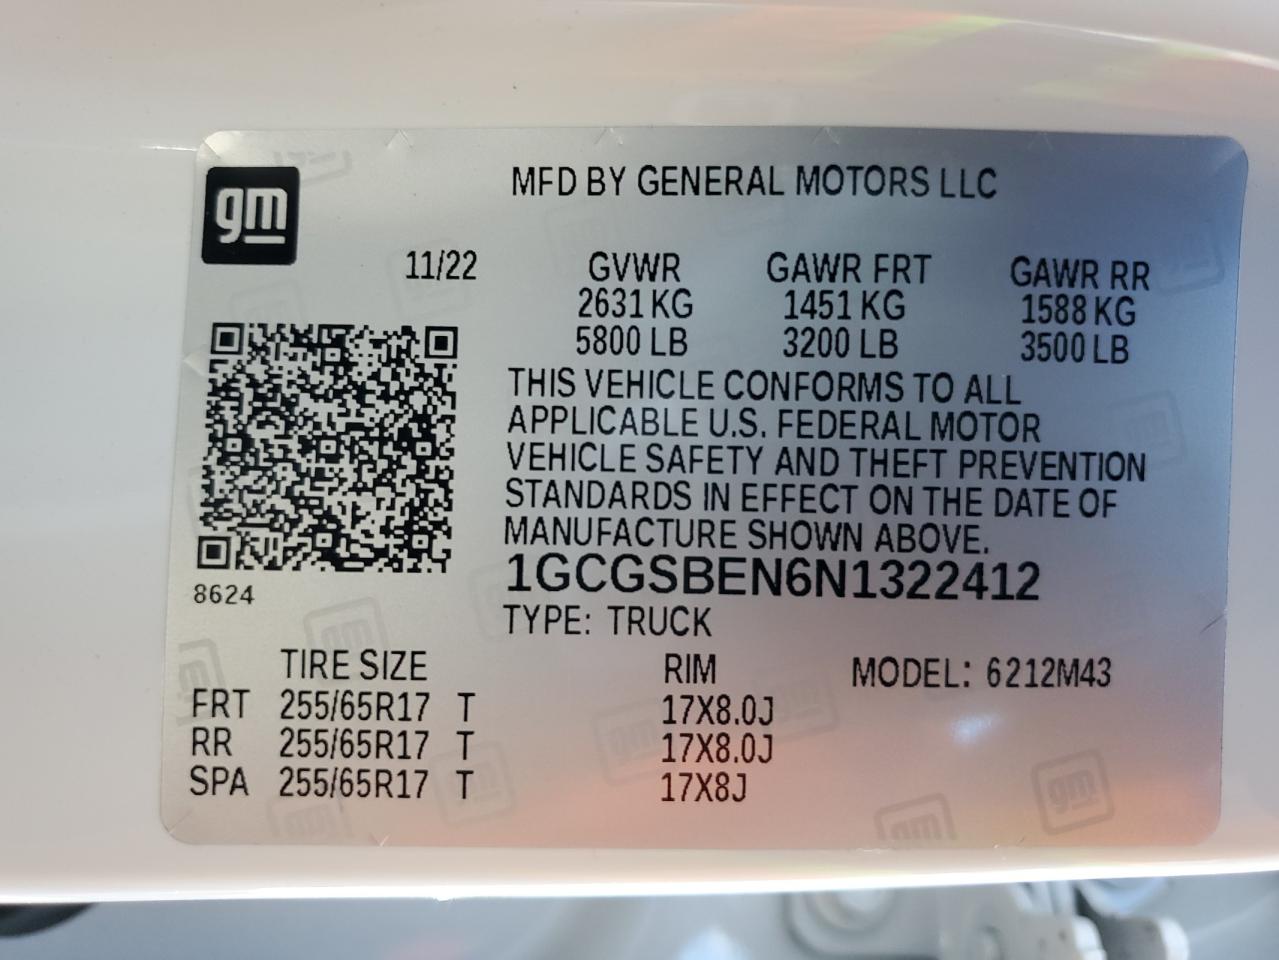 gm
MFD BY GENERAL MOTORS LLC
11/22 GVWR GAWR FRT GAWR RR
2631 KG 1451 KG 1588 KG
5800 LB 3200 LB 3500 LB
THIS VEHICLE CONFORMS TO ALL
APPLICABLE U.S. FEDERAL MOTOR
VEHICLE SAFETY AND THEFT PREVENTION
STANDARDS IN EFFECT ON THE DATE OF
MANUFACTURE SHOWN ABOVE.
1GCGSBEN6N1322412
8624
TYPE: TRUCK
TIRE SIZE RIM MODEL: 6212M43
FRT 255/65R17 T 17X8.0J
RR 255/65R17 T 17X8.0J
SPA 255/65R17 T 17X8J